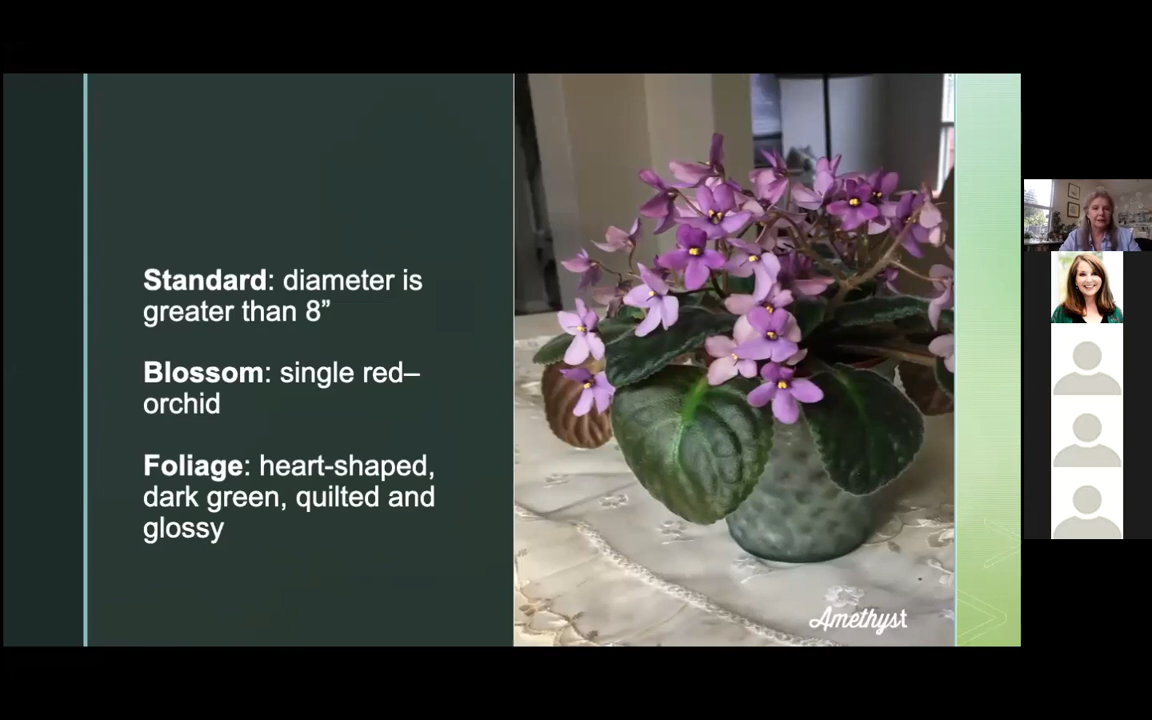 Standard: diameter is
greater than 8”
Blossom: single red–
orchid
Foliage: heart-shaped,
dark green, quilted and
glossy
Amethyst